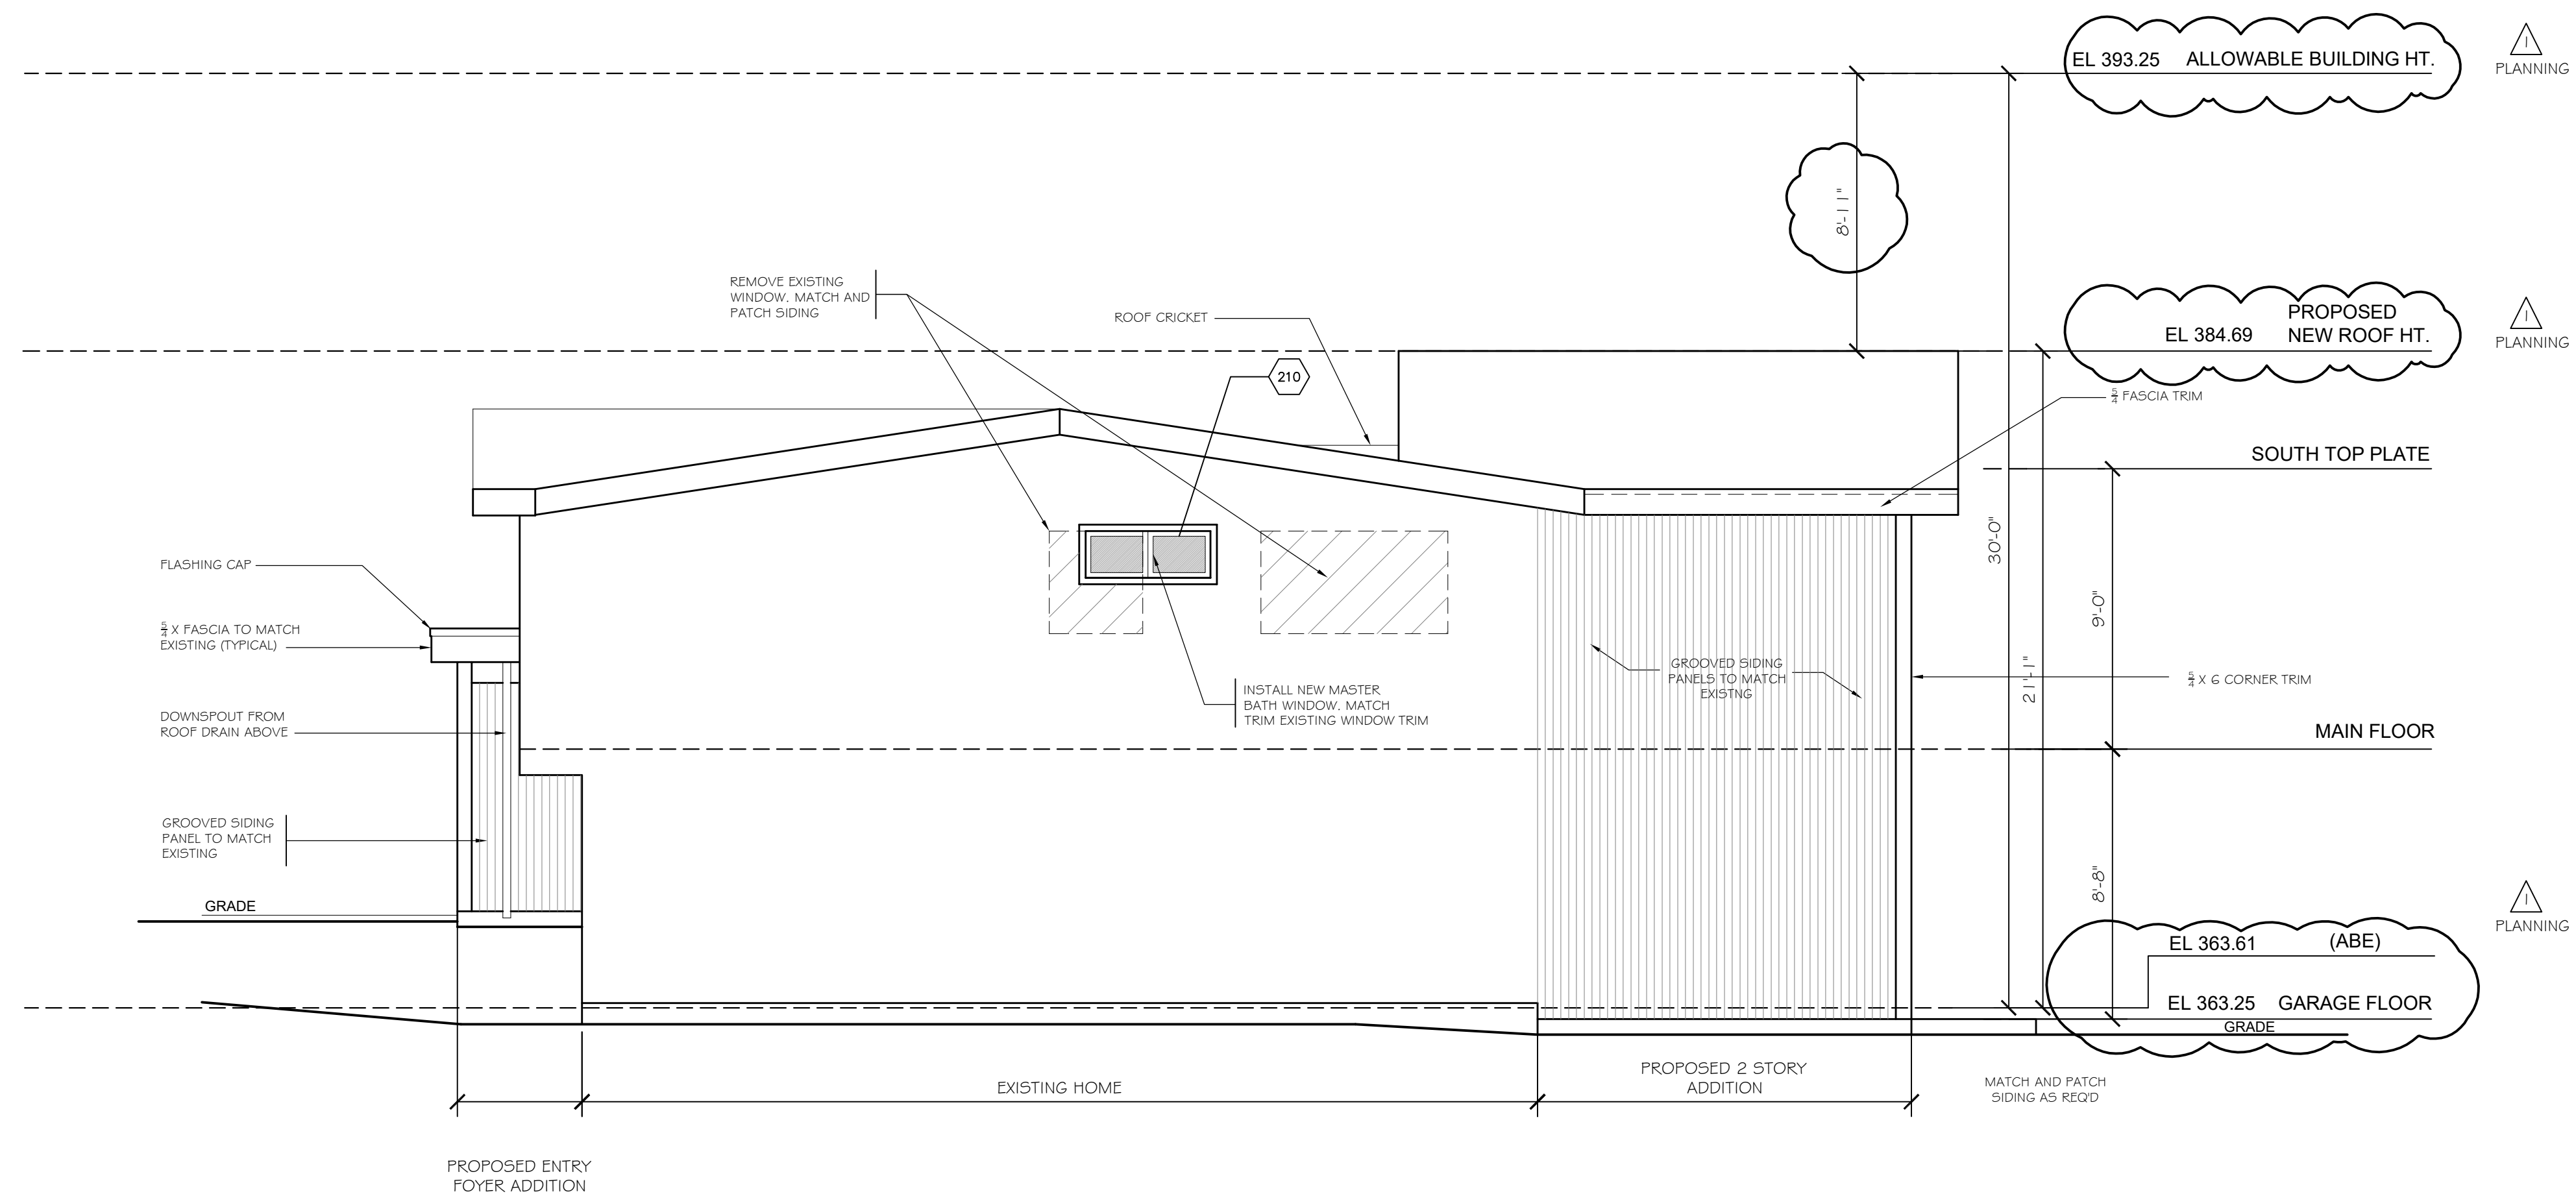 EL 393.25 ALLOWABLE BUILDING HT.
1
PLANNING
8'-11"
REMOVE EXISTING
WINDOW. MATCH AND
PATCH SIDING
ROOF CRICKET
PROPOSED
EL 384.69 NEW ROOF HT.
1
PLANNING
210
5/4 FASCIA TRIM
SOUTH TOP PLATE
30'-0"
FLASHING CAP
9'-0"
5/4 X FASCIA TO MATCH
EXISTING (TYPICAL)
GROOVED SIDING
PANELS TO MATCH
EXISTNG
21'-1"
5/4 X 6 CORNER TRIM
INSTALL NEW MASTER
BATH WINDOW. MATCH
TRIM EXISTING WINDOW TRIM
DOWNSPOUT FROM
ROOF DRAIN ABOVE
MAIN FLOOR
GROOVED SIDING
PANEL TO MATCH
EXISTING
8'-8"
1
PLANNING
GRADE
EL 363.61 (ABE)
EL 363.25 GARAGE FLOOR
GRADE
EXISTING HOME
PROPOSED 2 STORY
ADDITION
MATCH AND PATCH
SIDING AS REQ'D
PROPOSED ENTRY
FOYER ADDITION